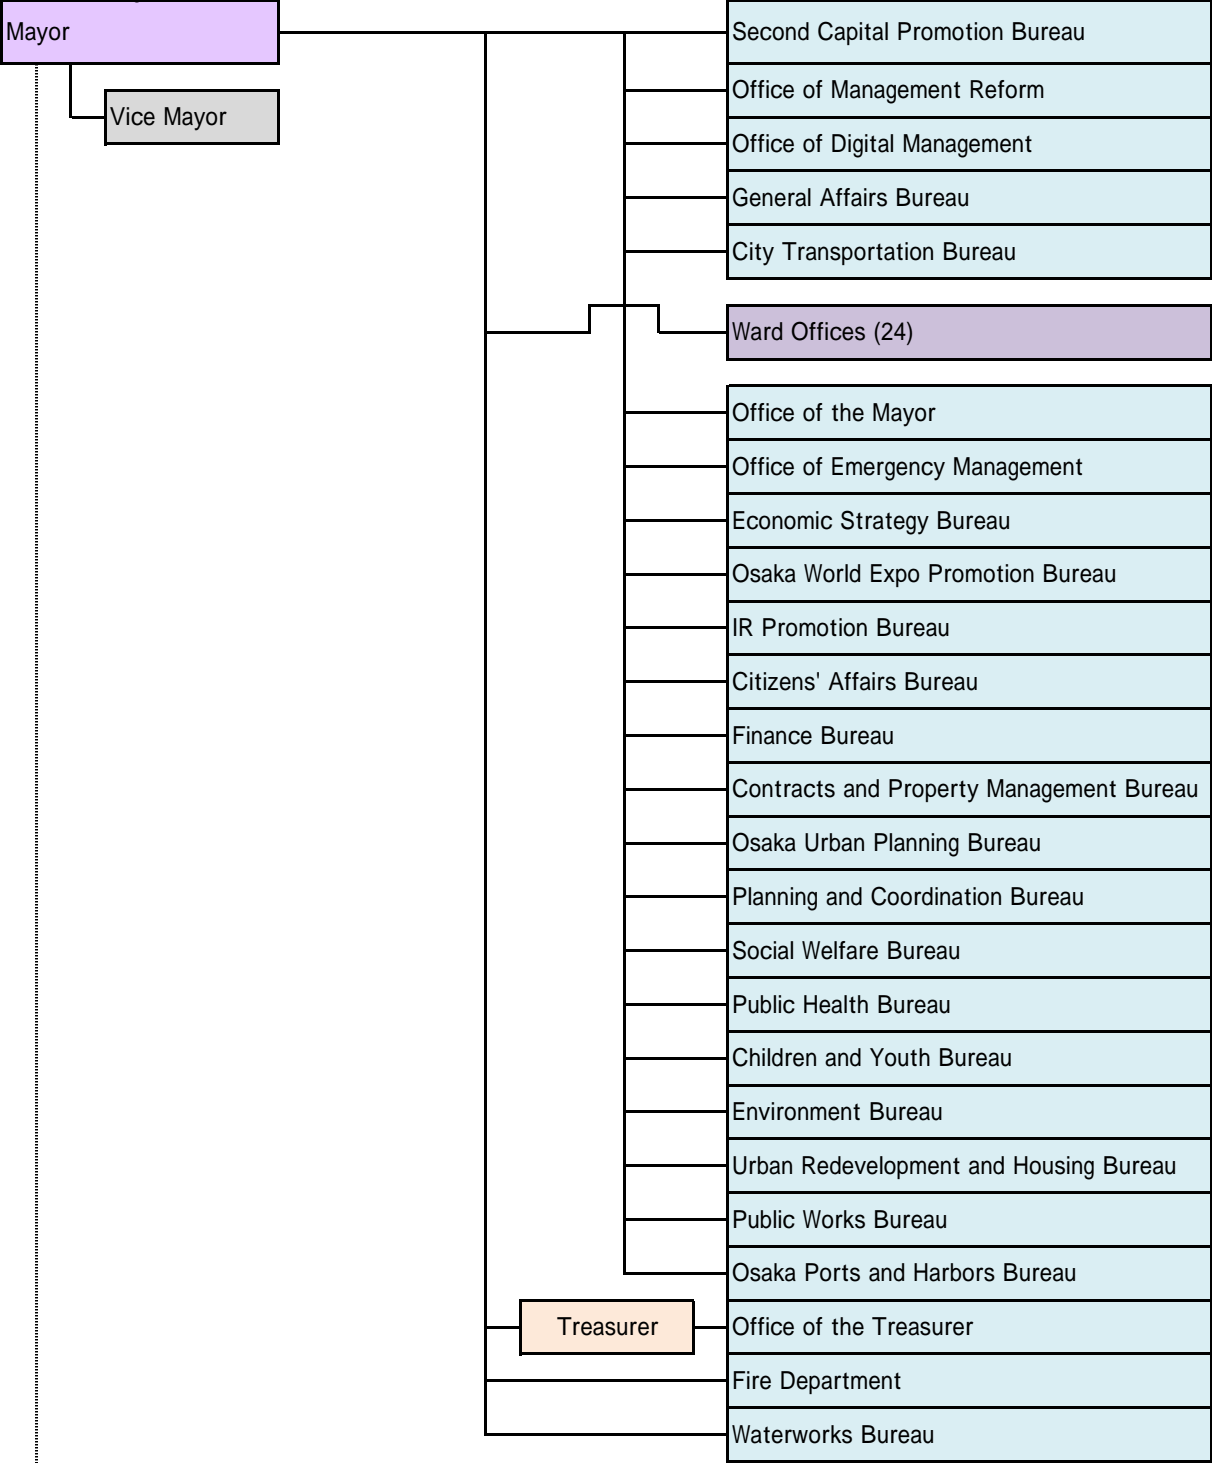 Mayor
Second Capital Promotion Bureau
Office of Management Reform
Vice Mayor
Office of Digital Management
General Affairs Bureau
City Transportation Bureau
Ward Offices (24)
Office of the Mayor
Office of Emergency Management
Economic Strategy Bureau
Osaka World Expo Promotion Bureau
IR Promotion Bureau
Citizens' Affairs Bureau
Finance Bureau
Contracts and Property Management Bureau
Osaka Urban Planning Bureau
Planning and Coordination Bureau
Social Welfare Bureau
Public Health Bureau
Children and Youth Bureau
Environment Bureau
Urban Redevelopment and Housing Bureau
Public Works Bureau
Osaka Ports and Harbors Bureau
Treasurer
Office of the Treasurer
Fire Department
Waterworks Bureau